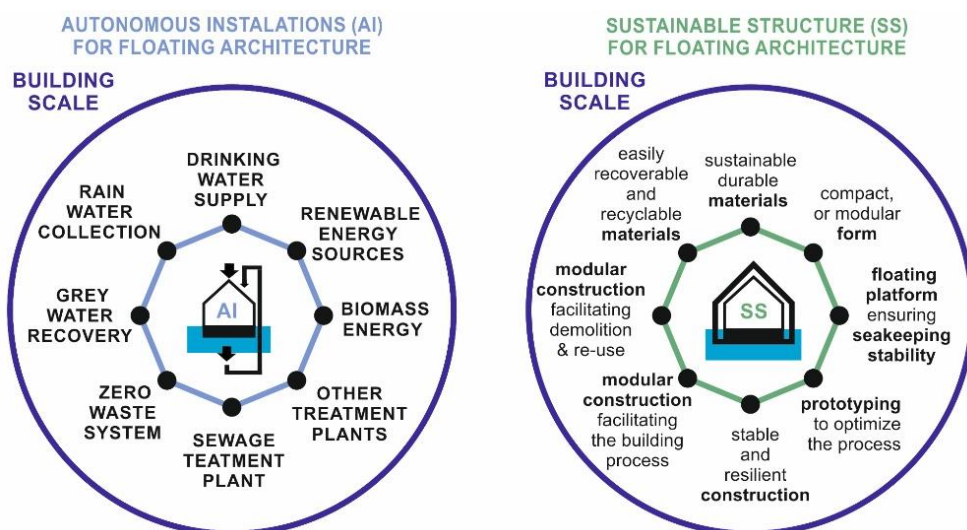 AUTONOMOUS INSTALATIONS (AI)
FOR FLOATING ARCHITECTURE
BUILDING
SCALE
DRINKING
WATER
SUPPLY
RENEWABLE
ENERGY
SOURCES
BIOMASS
ENERGY
OTHER
TREATMENT
PLANTS
SEWAGE
TEATMENT
PLANT
ZERO
WASTE
SYSTEM
GREY
WATER
RECOVERY
RAIN
WATER
COLLECTION
AI
SUSTAINABLE STRUCTURE (SS)
FOR FLOATING ARCHITECTURE
BUILDING
SCALE
sustainable
durable
materials
compact,
or modular
form
floating
platform
ensuring
seakeeping
stability
prototyping
to optimize
the process
stable
and
resilient
construction
modular
construction
facilitating
the building
process
modular
construction
facilitating
demolition
& re-use
easily
recoverable
and
recyclable
materials
SS